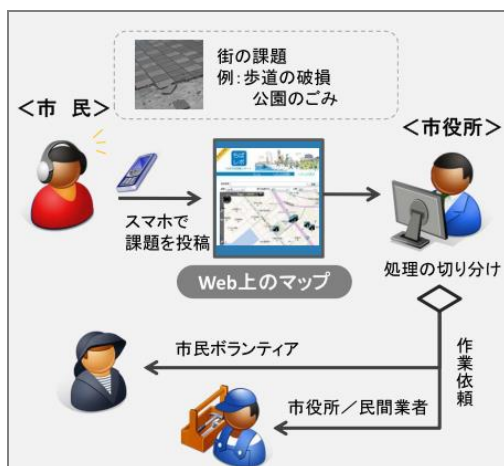 街の課題
例：歩道の破損
公園のごみ
＜市 民＞
＜市役所＞
スマホで
課題を投稿
Web上のマップ
処理の切り分け
市民ボランティア
作業依頼
市役所／民間業者